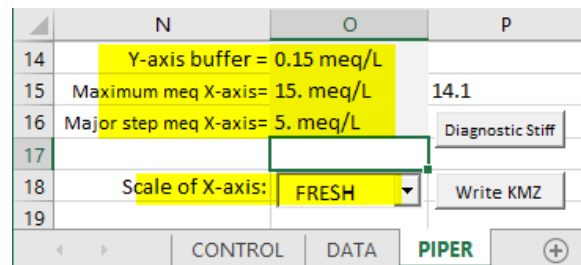 N O P
14 Y-axis buffer = 0.15 meq/L
15 Maximum meq X-axis= 15. meq/L 14.1
16 Major step meq X-axis= 5. meq/L Diagnostic Stiff
17
18 Scale of X-axis: FRESH Write KMZ
19
CONTROL DATA PIPER